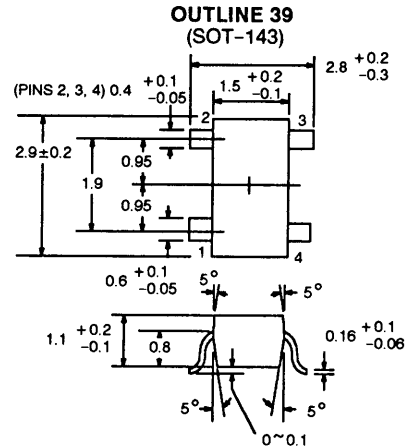 OUTLINE 39
(SOT-143)
2.8 +0.2 -0.3
1.5 +0.2 -0.1
(PINS 2, 3, 4) 0.4 +0.1 -0.05
2
3
2.9±0.2
1.9
0.95
0.95
1
4
0.6 +0.1 -0.05
5°
5°
1.1 +0.2 -0.1
0.8
0.16 +0.1 -0.06
5°
5°
0~0.1